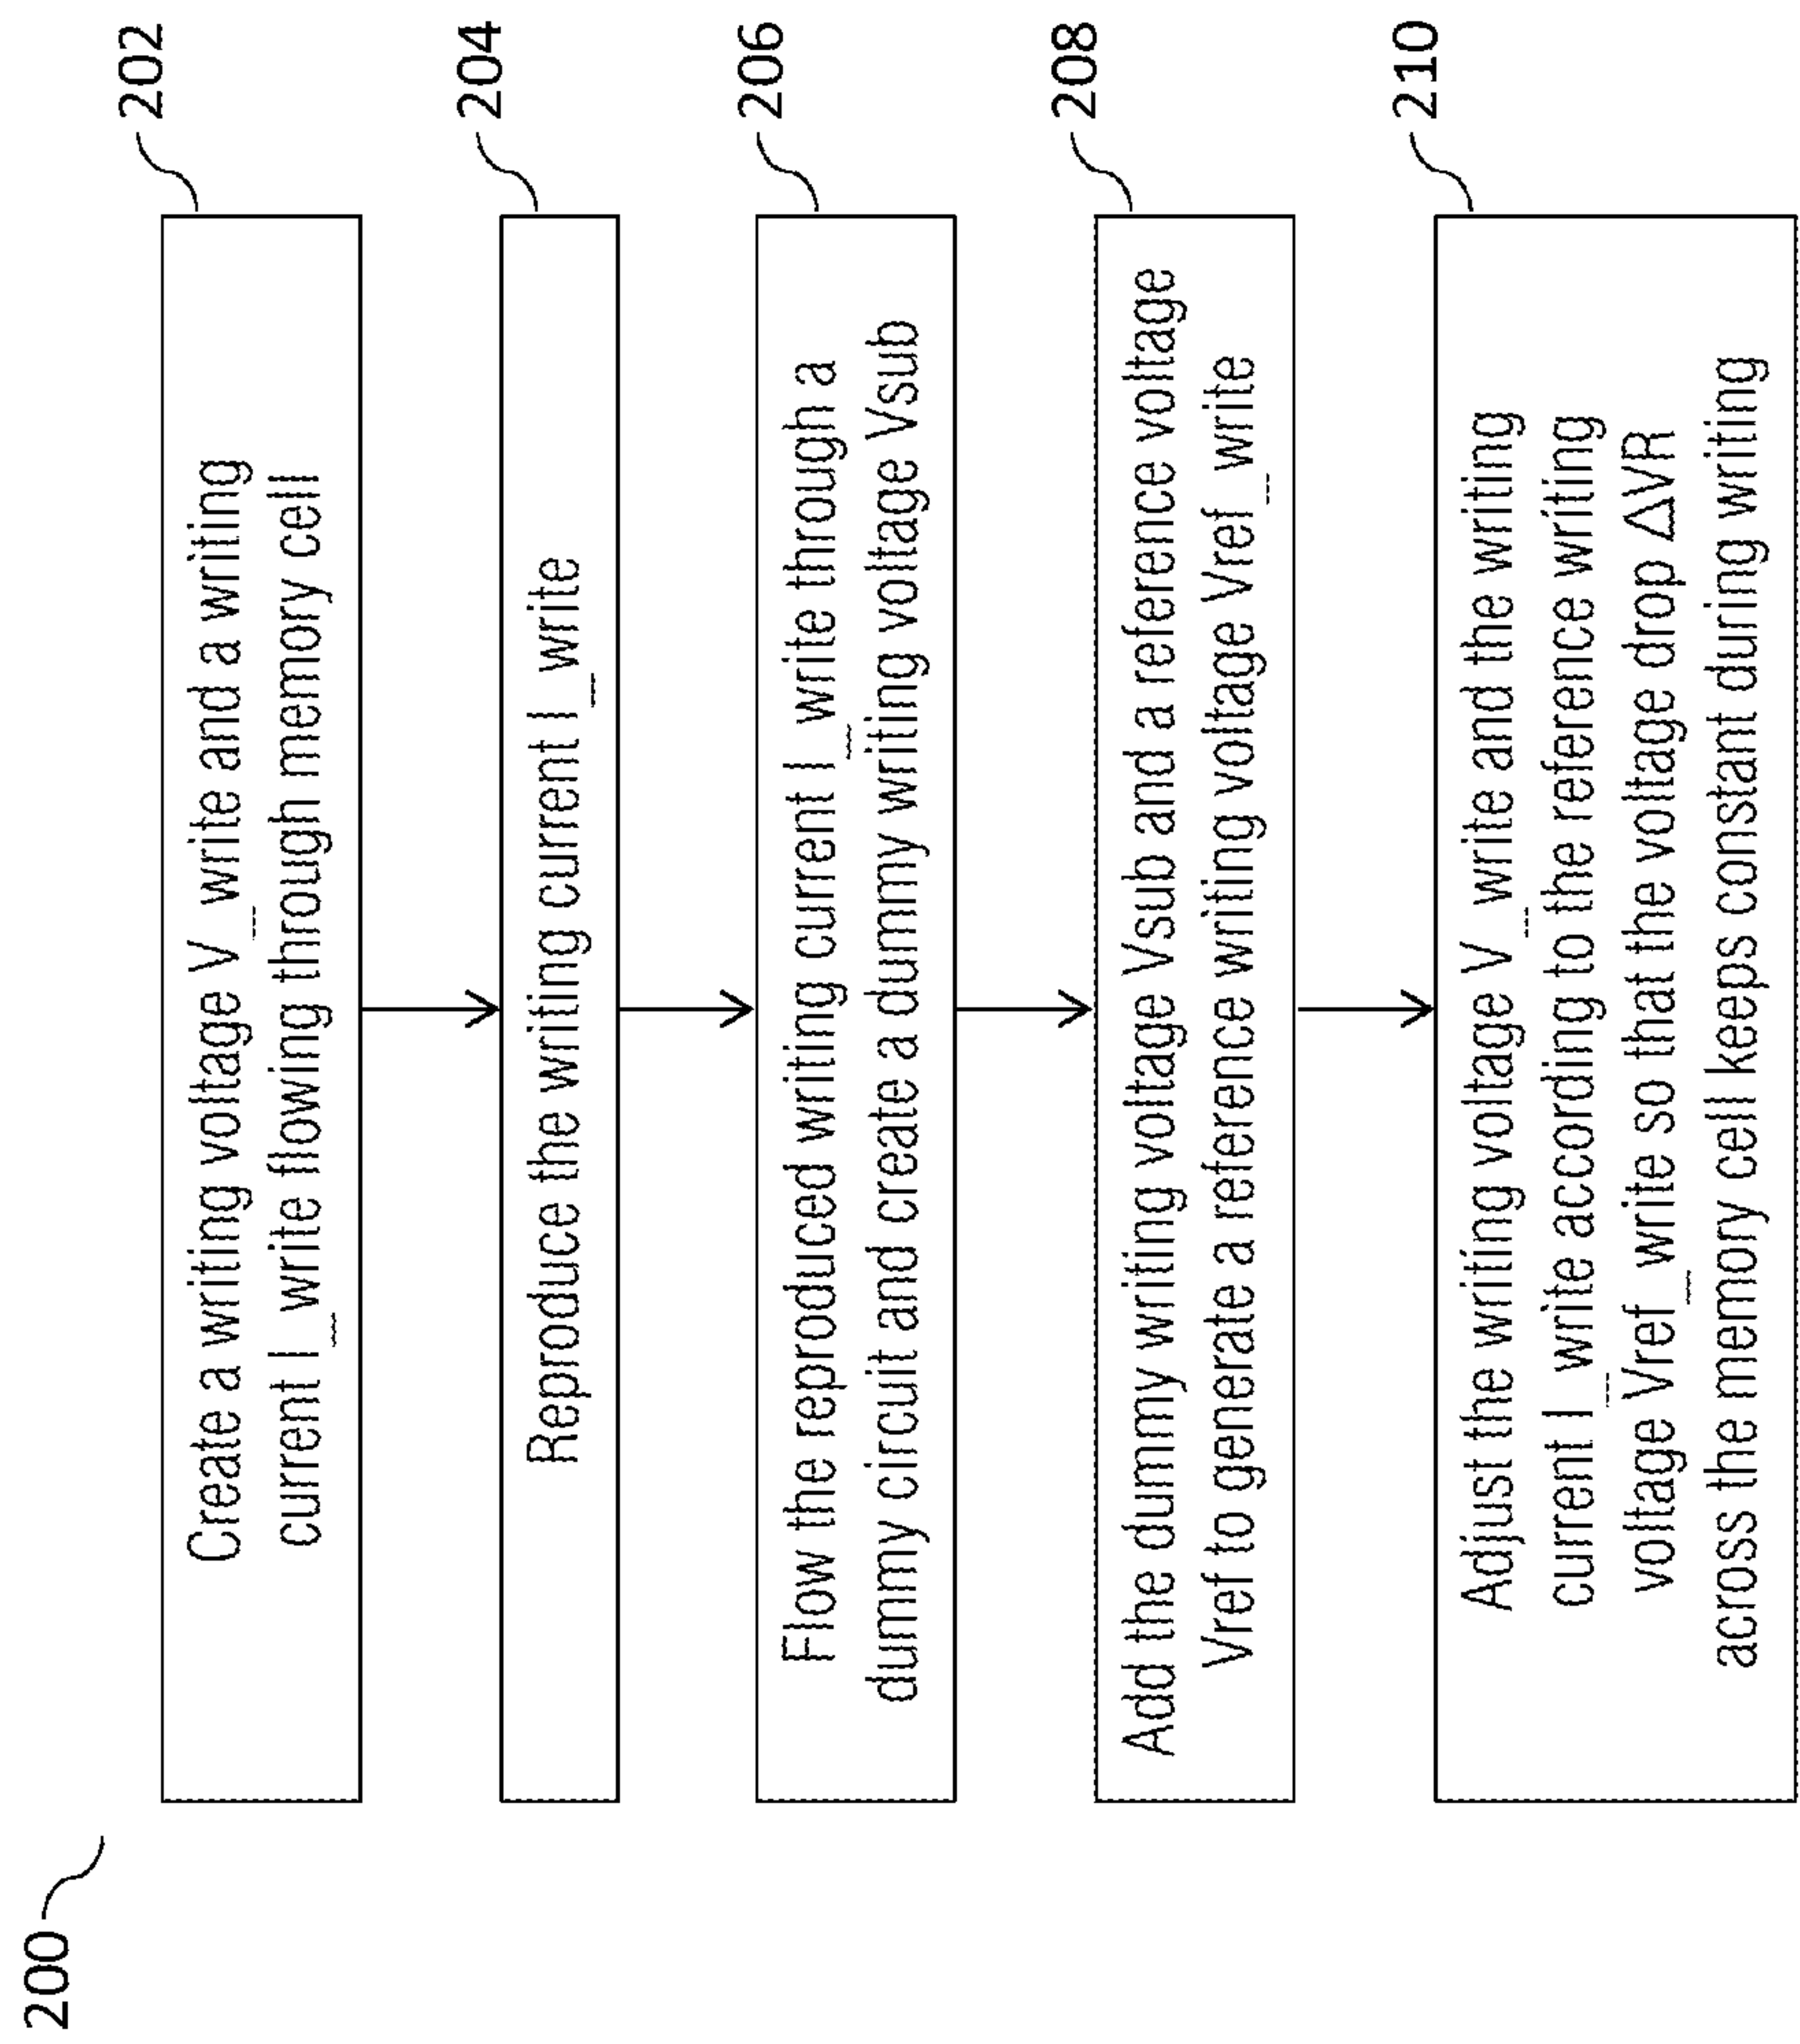 200
202
Create a writing voltage V_write and a writing
current I_write flowing through memory cell
204
Reproduce the writing current I_write
206
Flow the reproduced writing current I_write through a
dummy circuit and create a dummy writing voltage Vsub
208
Add the dummy writing voltage Vsub and a reference voltage
Vref to generate a reference writing voltage Vref_write
210
Adjust the writing voltage V_write and the writing
current I_write according to the reference writing
voltage Vref_write so that the voltage drop ΔVR
across the memory cell keeps constant during writing